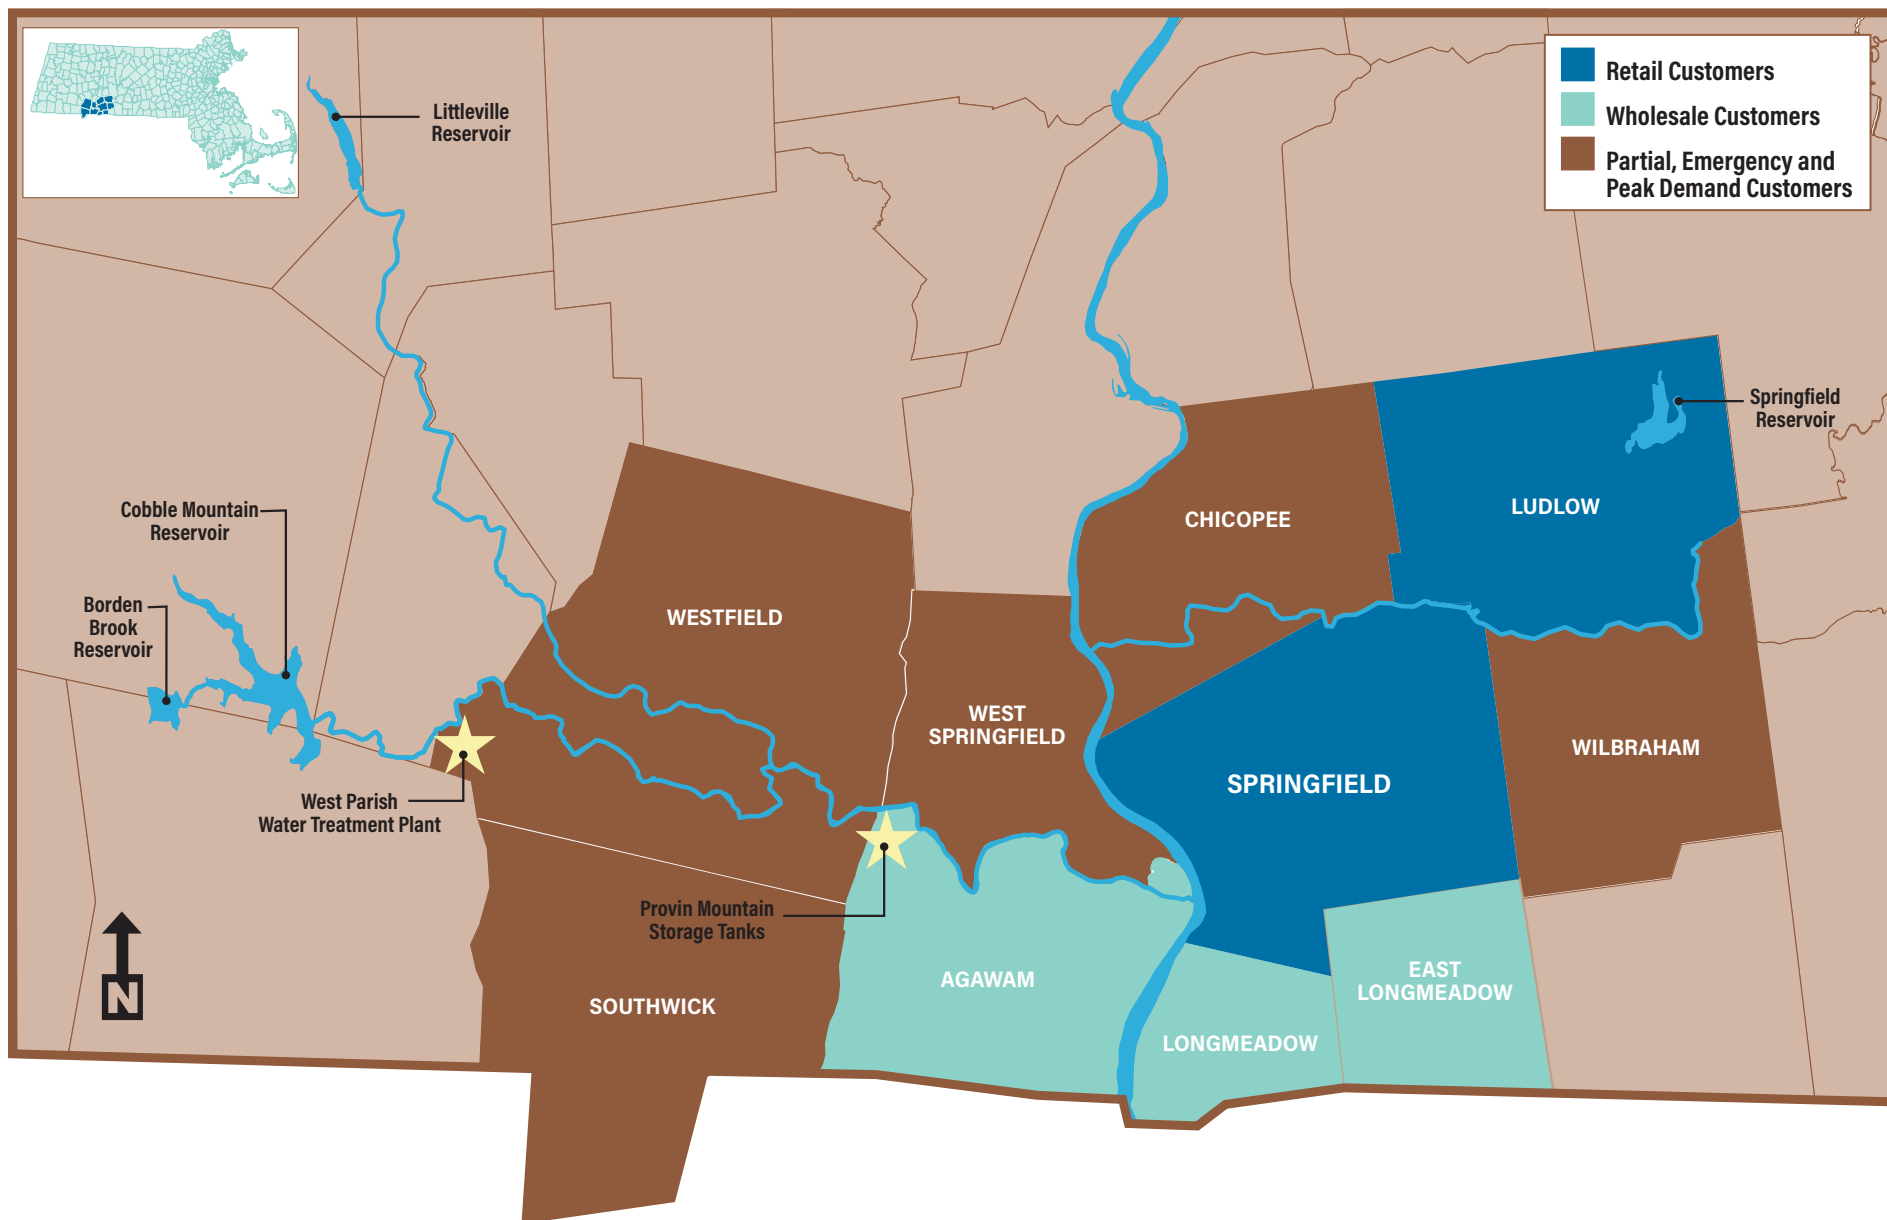 Retail Customers
Wholesale Customers
Partial, Emergency and
Peak Demand Customers
Littleville
Reservoir
Springfield
Reservoir
Cobble Mountain
Reservoir
CHICOPEE
LUDLOW
Borden
Brook
Reservoir
WESTFIELD
WEST
SPRINGFIELD
WILBRAHAM
SPRINGFIELD
West Parish
Water Treatment Plant
Provin Mountain
Storage Tanks
AGAWAM
EAST
LONGMEADOW
SOUTHWICK
LONGMEADOW
N